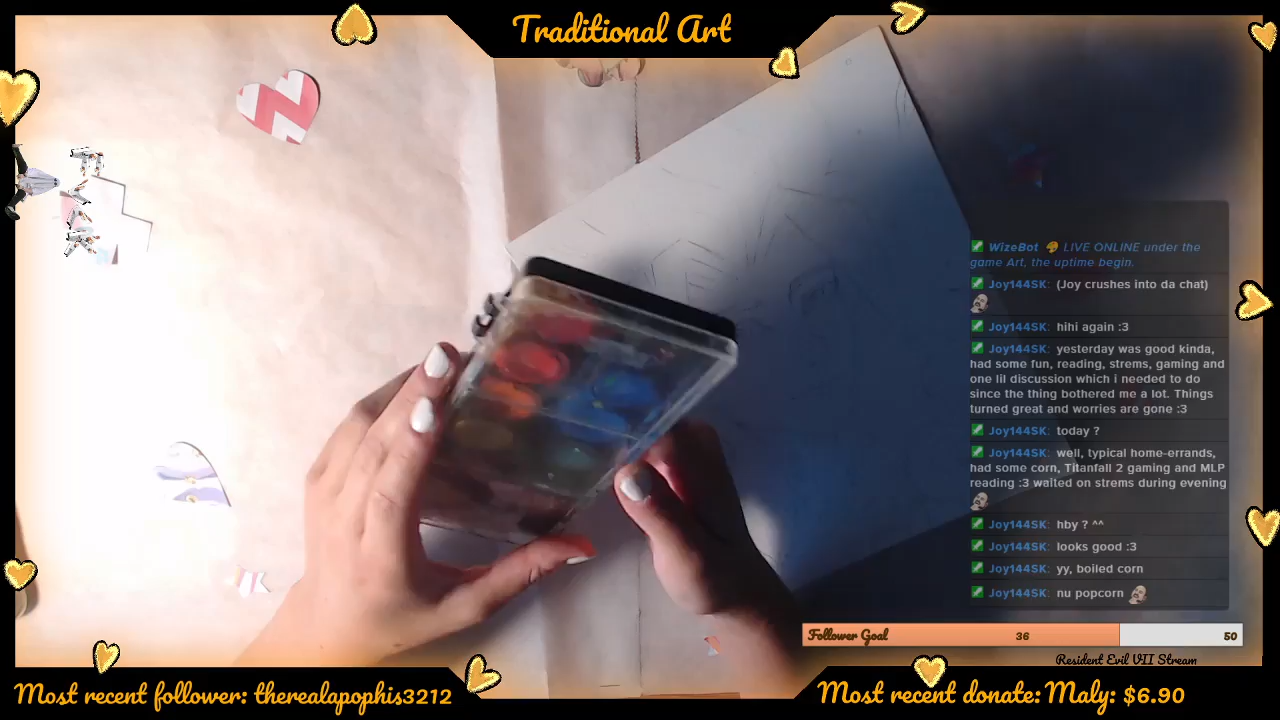 Traditional Art
WizeBot LIVE ONLINE under the
game Art, the uptime begin.
Joy144SK: (Joy crushes into da chat)
Joy144SK: hihi again :3
Joy144SK: yesterday was good kinda,
had some fun, reading, strems, gaming and
one lil discussion which i needed to do
since the thing bothered me a lot. Things
turned great and worries are gone :3
Joy144SK: today ?
Joy144SK: well, typical home-errands,
had some corn, Titanfall 2 gaming and MLP
reading :3 waited on strems during evening
Joy144SK: hby ? ^^
Joy144SK: looks good :3
Joy144SK: yy, boiled corn
Joy144SK: nu popcorn
Follower Goal 36 50
Resident Evil VII Stream
Most recent follower: therealapophis3212
Most recent donate: Maly: $6.90